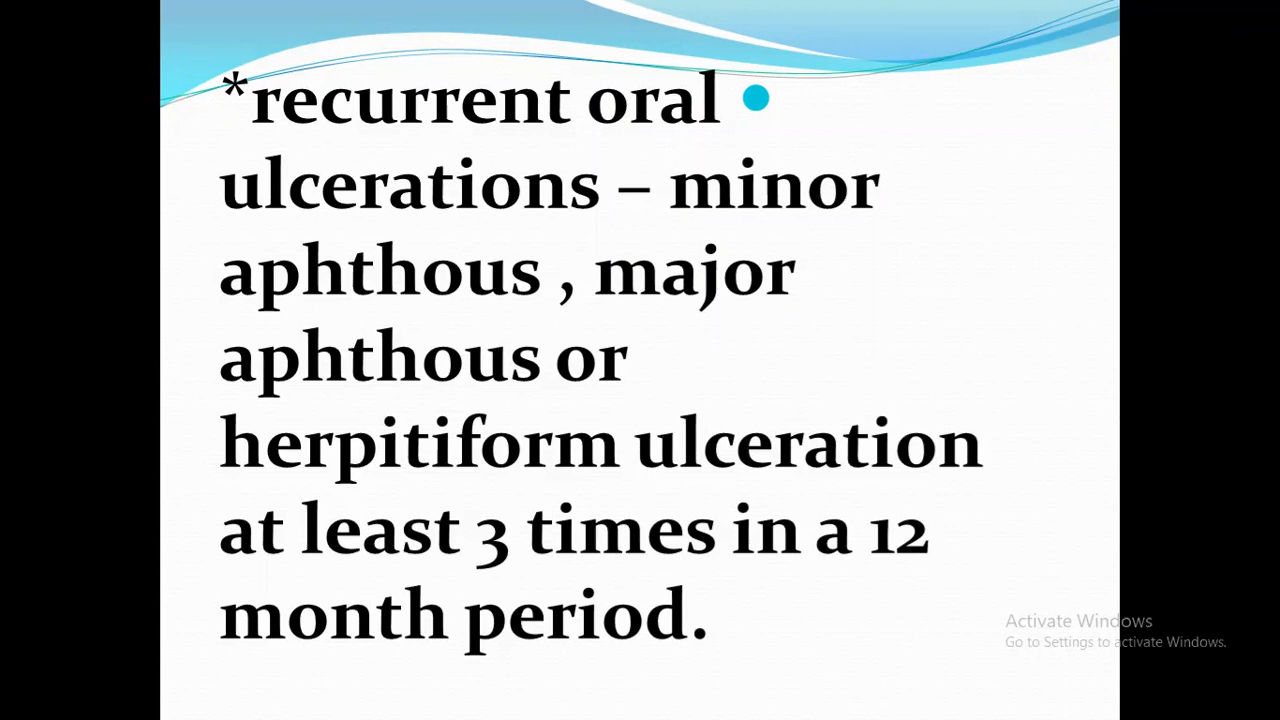 *recurrent oral
ulcerations – minor
aphthous , major
aphthous or
herpitiform ulceration
at least 3 times in a 12
month period.
Activate Windows
Go to Settings to activate Windows.